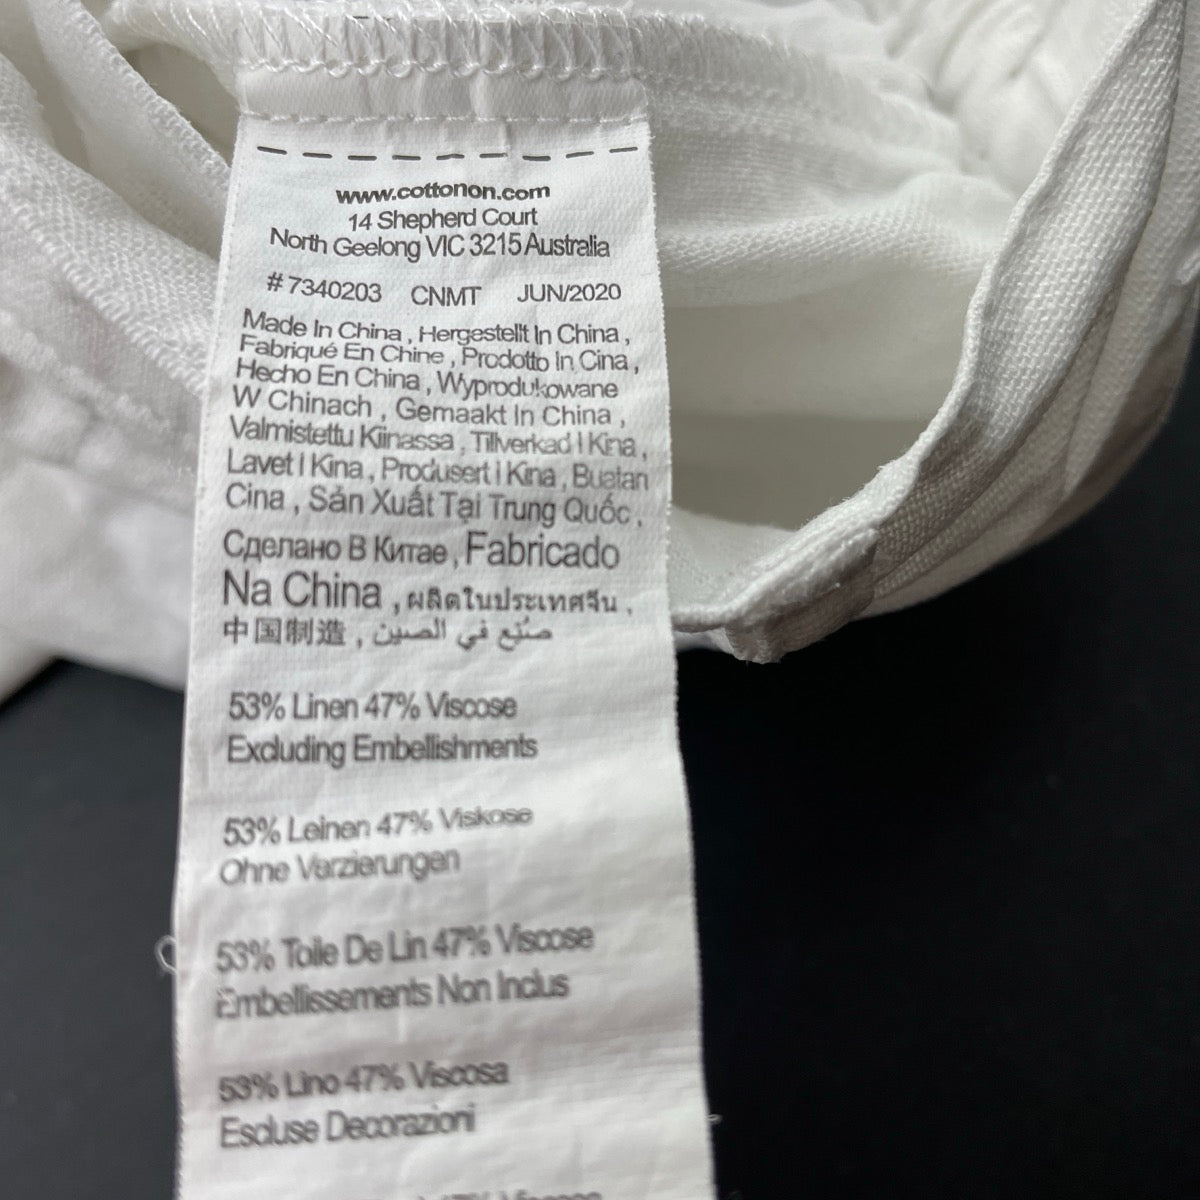 www.cottonon.com
14 Shepherd Court
North Geelong VIC 3215 Australia
#7340203 CNMT JUN/2020
Made In China , Hergestellt In China ,
Fabriqué En Chine , Prodotto In Cina ,
Hecho En China , Wyprodukowane
W Chinach , Gemaakt In China ,
Valmistettu Kiinassa , Tillverkad I Kina ,
Lavet I Kina , Produsert I Kina , Buatan
Cina , Sản Xuất Tại Trung Quốc ,
Сделано В Китае , Fabricado
Na China , ผลิตในประเทศจีน ,
中国制造 , صُنِع في الصين
53% Linen 47% Viscose
Excluding Embellishments
53% Leinen 47% Viskose
Ohne Verzierungen
53% Toile De Lin 47% Viscose
Embellissements Non Inclus
53% Lino 47% Viscosa
Escluse Decorazioni